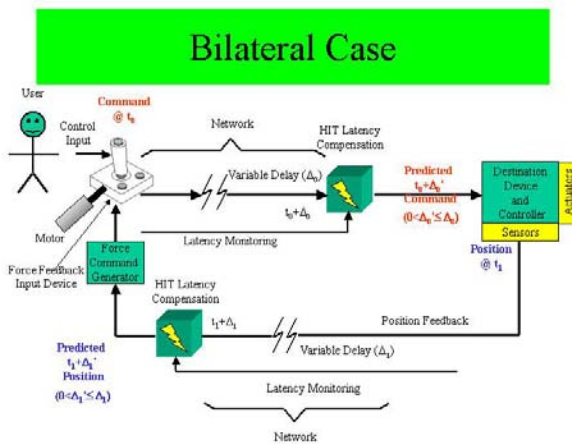 Bilateral Case
User
Command
@ t₀
Control
Input
Network
HIT Latency
Compensation
Variable Delay (Δ₀)
t₀+Δ₀
Predicted
t₀+Δ₀'
Command
(0<Δ₀'≤Δ₀)
Destination
Device
and
Controller
Actuators
Sensors
Motor
Latency Monitoring
Force Feedback
Input Device
Force
Command
Generator
Position
@ t₁
HIT Latency
Compensation
t₁+Δ₁
Position Feedback
Variable Delay (Δ₁)
Predicted
t₁+Δ₁'
Position
(0<Δ₁'≤Δ₁)
Latency Monitoring
Network